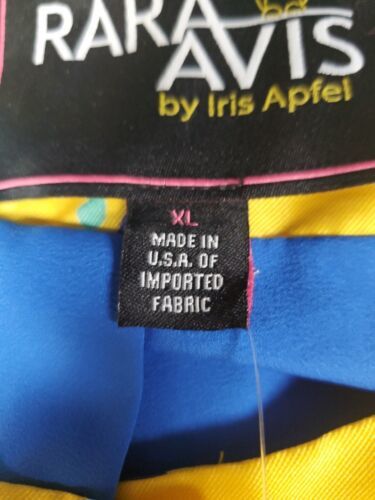 RARA
AVIS
by Iris Apfel
XL
MADE IN
U.S.A. OF
IMPORTED
FABRIC